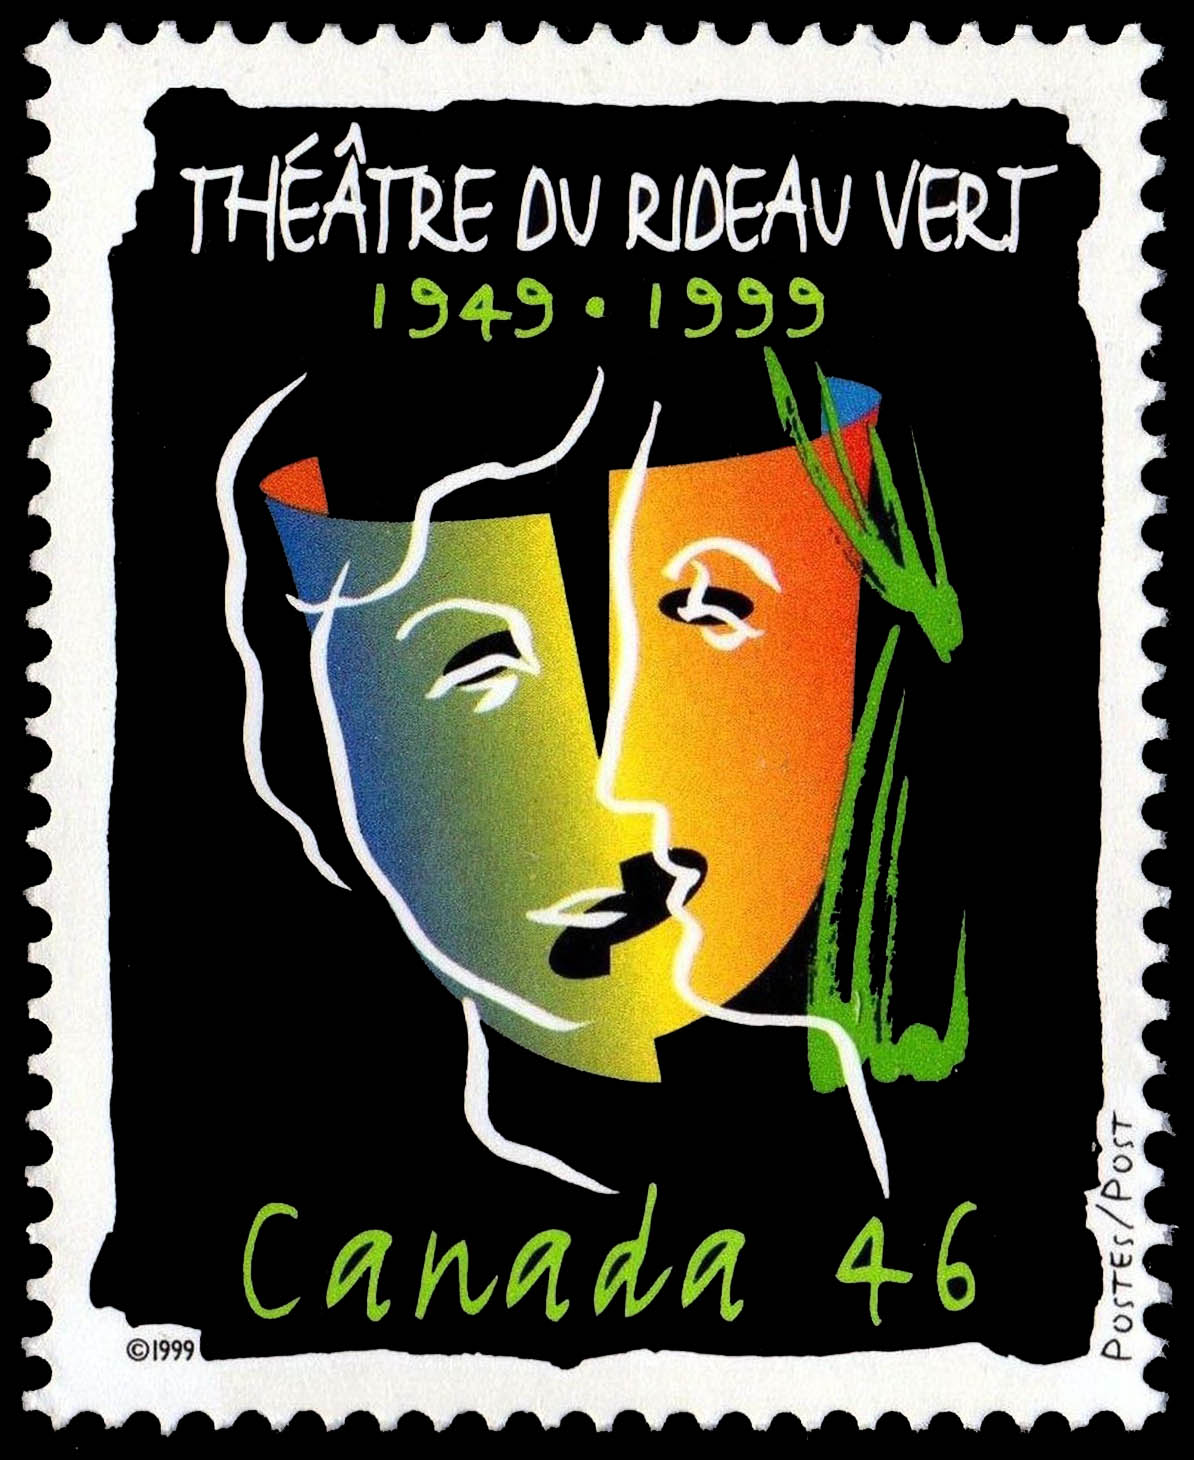 THÉÂTRE DU RIDEAU VERT
1949 • 1999
Canada 46
POSTES/POST
©1999